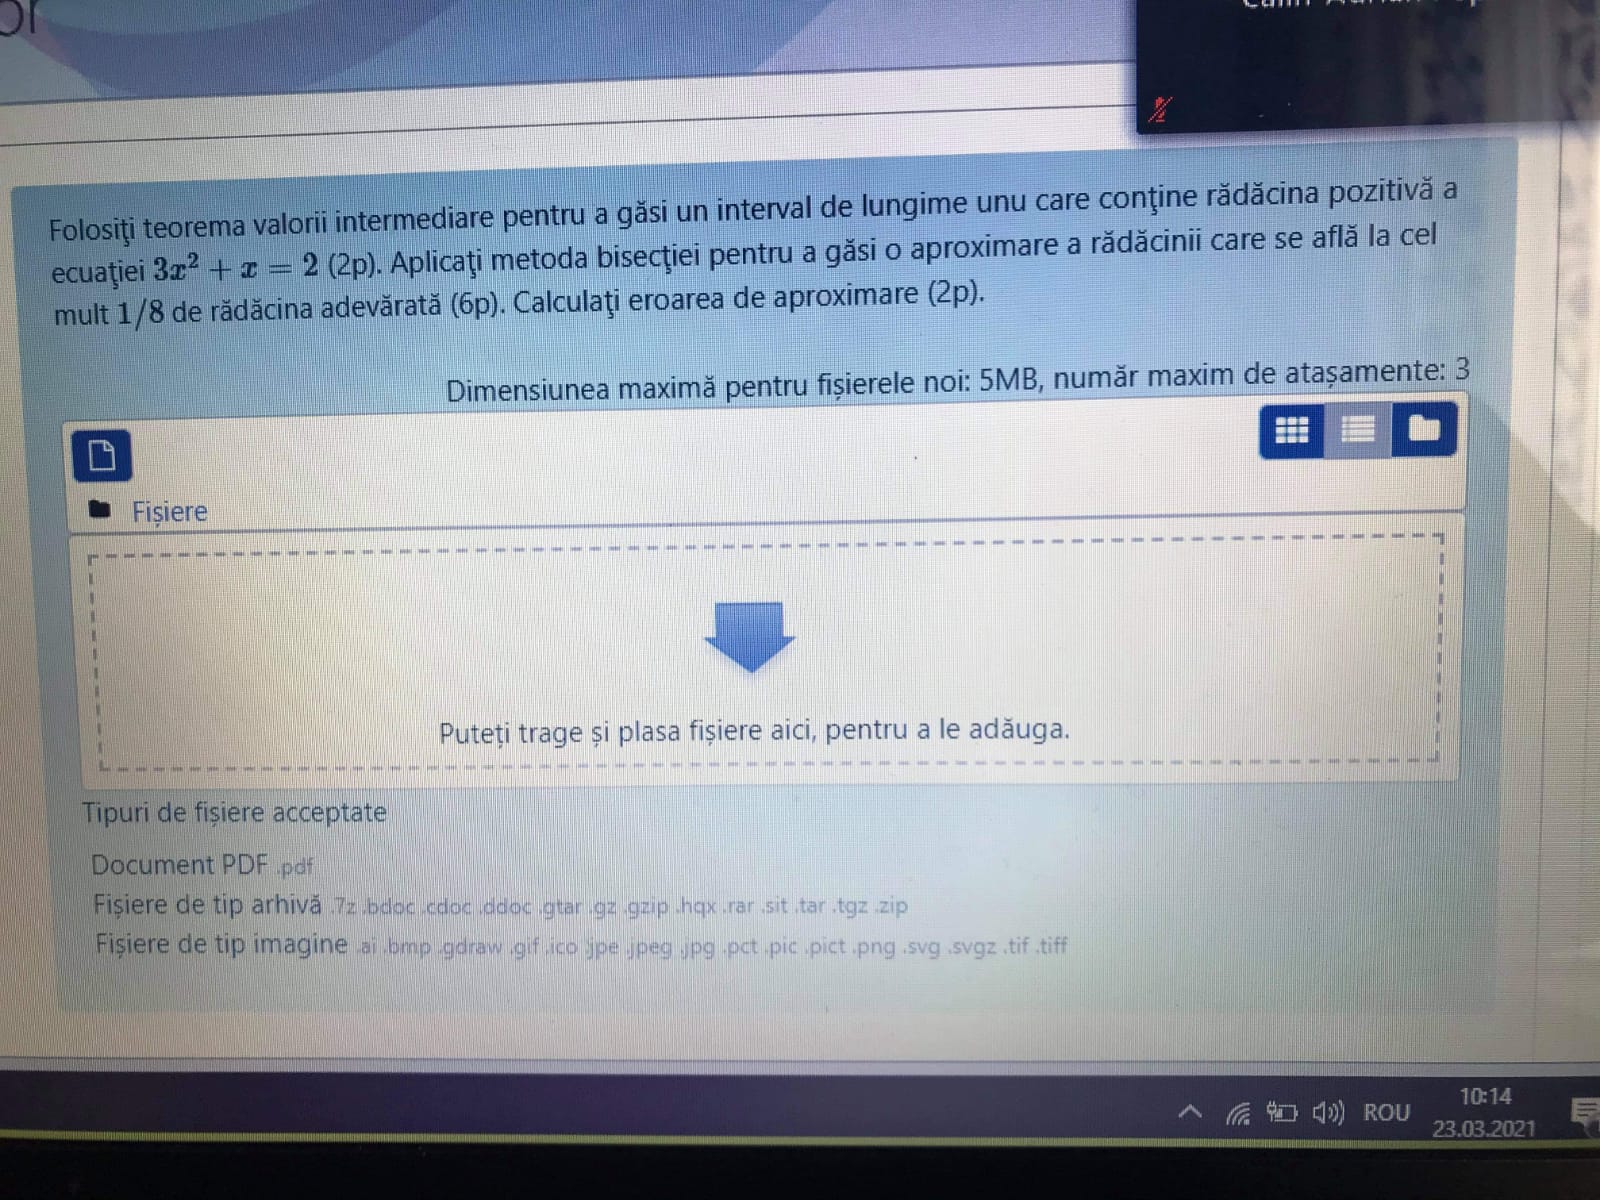 or
Folosiţi teorema valorii intermediare pentru a găsi un interval de lungime unu care conţine rădăcina pozitivă a
ecuaţiei 3x² + x = 2 (2p). Aplicaţi metoda bisecţiei pentru a găsi o aproximare a rădăcinii care se află la cel
mult 1/8 de rădăcina adevărată (6p). Calculaţi eroarea de aproximare (2p).
Dimensiunea maximă pentru fișierele noi: 5MB, număr maxim de atașamente: 3
Fișiere
Puteți trage și plasa fișiere aici, pentru a le adăuga.
Tipuri de fișiere acceptate
Document PDF .pdf
Fișiere de tip arhivă .7z .bdoc .cdoc .ddoc .gtar .gz .gzip .hqx .rar .sit .tar .tgz .zip
Fișiere de tip imagine .ai .bmp .gdraw .gif .ico .jpe .jpeg .jpg .pct .pic .pict .png .svg .svgz .tif .tiff
ROU
10:14
23.03.2021